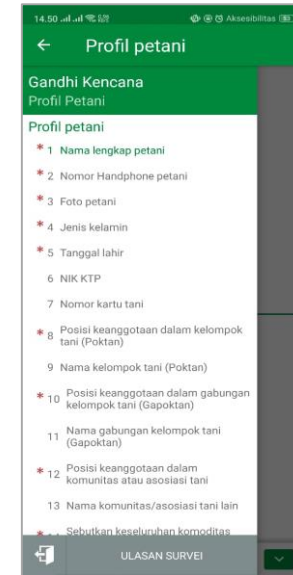 14.50
Aksesibilitas
Profil petani
Gandhi Kencana
Profil Petani
Profil petani
* 1 Nama lengkap petani
* 2 Nomor Handphone petani
* 3 Foto petani
* 4 Jenis kelamin
* 5 Tanggal lahir
6 NIK KTP
7 Nomor kartu tani
* 8 Posisi keanggotaan dalam kelompok
tani (Poktan)
9 Nama kelompok tani (Poktan)
* 10 Posisi keanggotaan dalam gabungan
kelompok tani (Gapoktan)
11 Nama gabungan kelompok tani
(Gapoktan)
* 12 Posisi keanggotaan dalam
komunitas atau asosiasi tani
13 Nama komunitas/asosiasi tani lain
* Sebutkan keseluruhan komoditas
ULASAN SURVEI